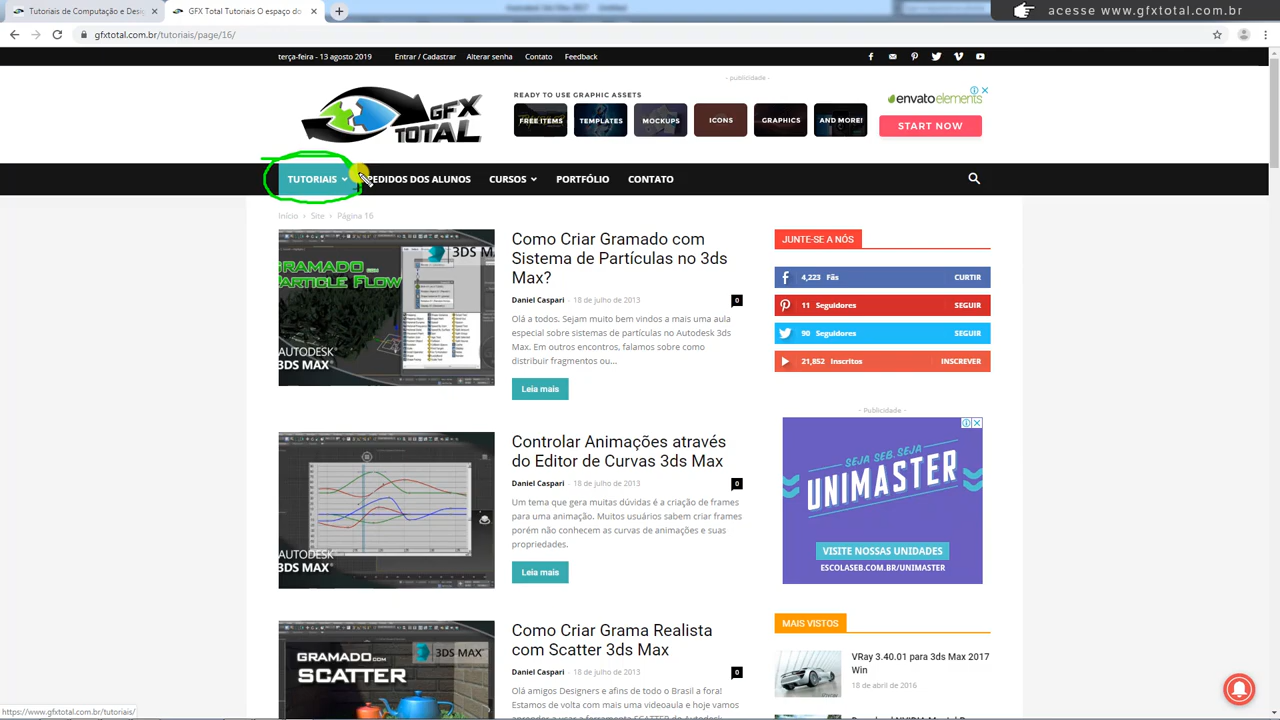 Tutoriais de Computação e Des
GFX Total Tutoriais O espaço do
acesse www.gfxtotal.com.br
gfxtotal.com.br/tutoriais/page/16/
terça-feira - 13 agosto 2019
Entrar / Cadastrar
Alterar senha
Contato
Feedback
- publicidade -
GFX
TOTAL
READY TO USE GRAPHIC ASSETS
FREE ITEMS
TEMPLATES
MOCKUPS
ICONS
GRAPHICS
AND MORE!
envatoelements
START NOW
TUTORIAIS
PEDIDOS DOS ALUNOS
CURSOS
PORTFÓLIO
CONTATO
Início › Site › Página 16
GRAMADO COM
PARTICLE FLOW
3DS MAX
AUTODESK
3DS MAX
Como Criar Gramado com
Sistema de Partículas no 3ds
Max?
Daniel Caspari - 18 de julho de 2013
0
Olá a todos. Sejam muito bem vindos a mais uma aula
especial sobre sistemas de partículas no Autodesk 3ds
Max. Em outros encontros, falamos sobre como
distribuir fragmentos ou...
Leia mais
JUNTE-SE A NÓS
4,223 Fãs
CURTIR
11 Seguidores
SEGUIR
90 Seguidores
SEGUIR
21,852 Inscritos
INSCREVER
- Publicidade -
SEJA SEB. SEJA
UNIMASTER
VISITE NOSSAS UNIDADES
ESCOLASEB.COM.BR/UNIMASTER
AUTODESK
3DS MAX
Controlar Animações através
do Editor de Curvas 3ds Max
Daniel Caspari - 18 de julho de 2013
0
Um tema que gera muitas dúvidas é a criação de frames
para uma animação. Muitos usuários sabem criar frames
porém não conhecem as curvas de animações e suas
propriedades.
Leia mais
GRAMADO COM
SCATTER
3DS MAX
Como Criar Grama Realista
com Scatter 3ds Max
Daniel Caspari - 18 de julho de 2013
0
Olá amigos Designers e afins de todo o Brasil a fora!
Estamos de volta com mais uma videoaula e dessa vez
MAIS VISTOS
VRay 3.40.01 para 3ds Max 2017
Win
18 de abril de 2016
https://www.gfxtotal.com.br/tutoriais/